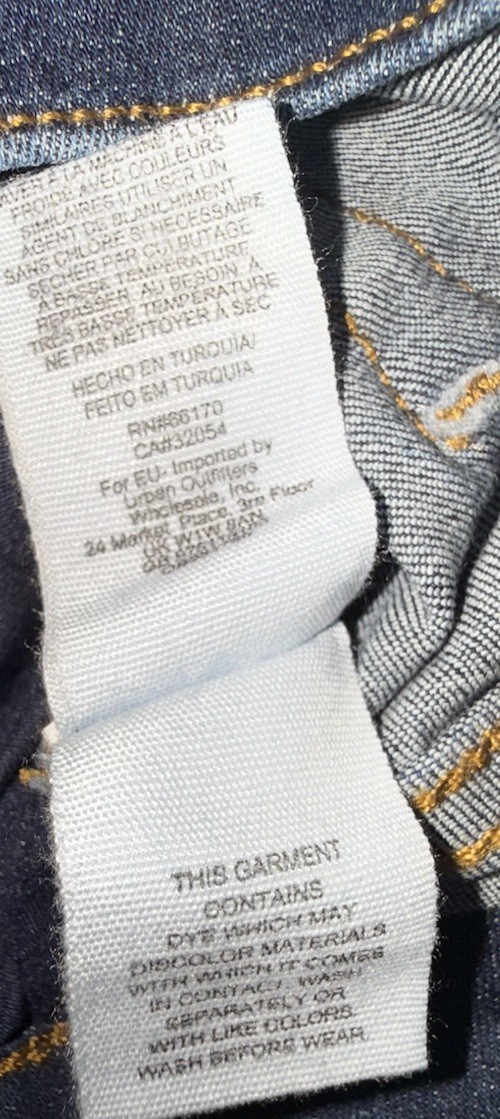 VER À LA MACHINE À L'EAU
FROIDE AVEC COULEURS
SIMILAIRES UTILISER UN
AGENT DE BLANCHIMENT
SANS CHLORE SI NECESSAIRE
SÉCHER PAR CULBUTAGE
À BASSE TEMPÉRATURE
REPASSER, AU BESOIN, À
TRÈS BASSE TEMPÉRATURE
NE PAS NETTOYER À SEC
HECHO EN TURQUÍA/
FEITO EM TURQUIA
RN#66170
CA#32054
For EU- Imported by
Urban Outfitters
Wholesale, Inc.
24 Market Place, 3rd Floor
UK W1W 8AN
THIS GARMENT
CONTAINS
DYE WHICH MAY
DISCOLOR MATERIALS
WITH WHICH IT COMES
IN CONTACT. WASH
SEPARATELY OR
WITH LIKE COLORS.
WASH BEFORE WEAR.